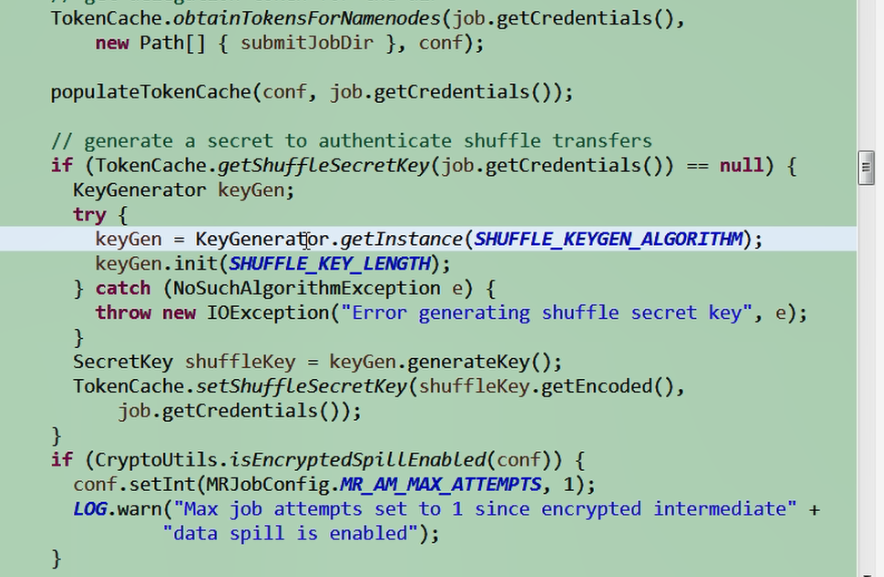 TokenCache.obtainTokensForNamenodes(job.getCredentials(),
    new Path[] { submitJobDir }, conf);
populateTokenCache(conf, job.getCredentials());
// generate a secret to authenticate shuffle transfers
if (TokenCache.getShuffleSecretKey(job.getCredentials()) == null) {
  KeyGenerator keyGen;
  try {
    keyGen = KeyGenerator.getInstance(SHUFFLE_KEYGEN_ALGORITHM);
    keyGen.init(SHUFFLE_KEY_LENGTH);
  } catch (NoSuchAlgorithmException e) {
    throw new IOException("Error generating shuffle secret key", e);
  }
  SecretKey shuffleKey = keyGen.generateKey();
  TokenCache.setShuffleSecretKey(shuffleKey.getEncoded(),
      job.getCredentials());
}
if (CryptoUtils.isEncryptedSpillEnabled(conf)) {
  conf.setInt(MRJobConfig.MR_AM_MAX_ATTEMPTS, 1);
  LOG.warn("Max job attempts set to 1 since encrypted intermediate" +
          "data spill is enabled");
}